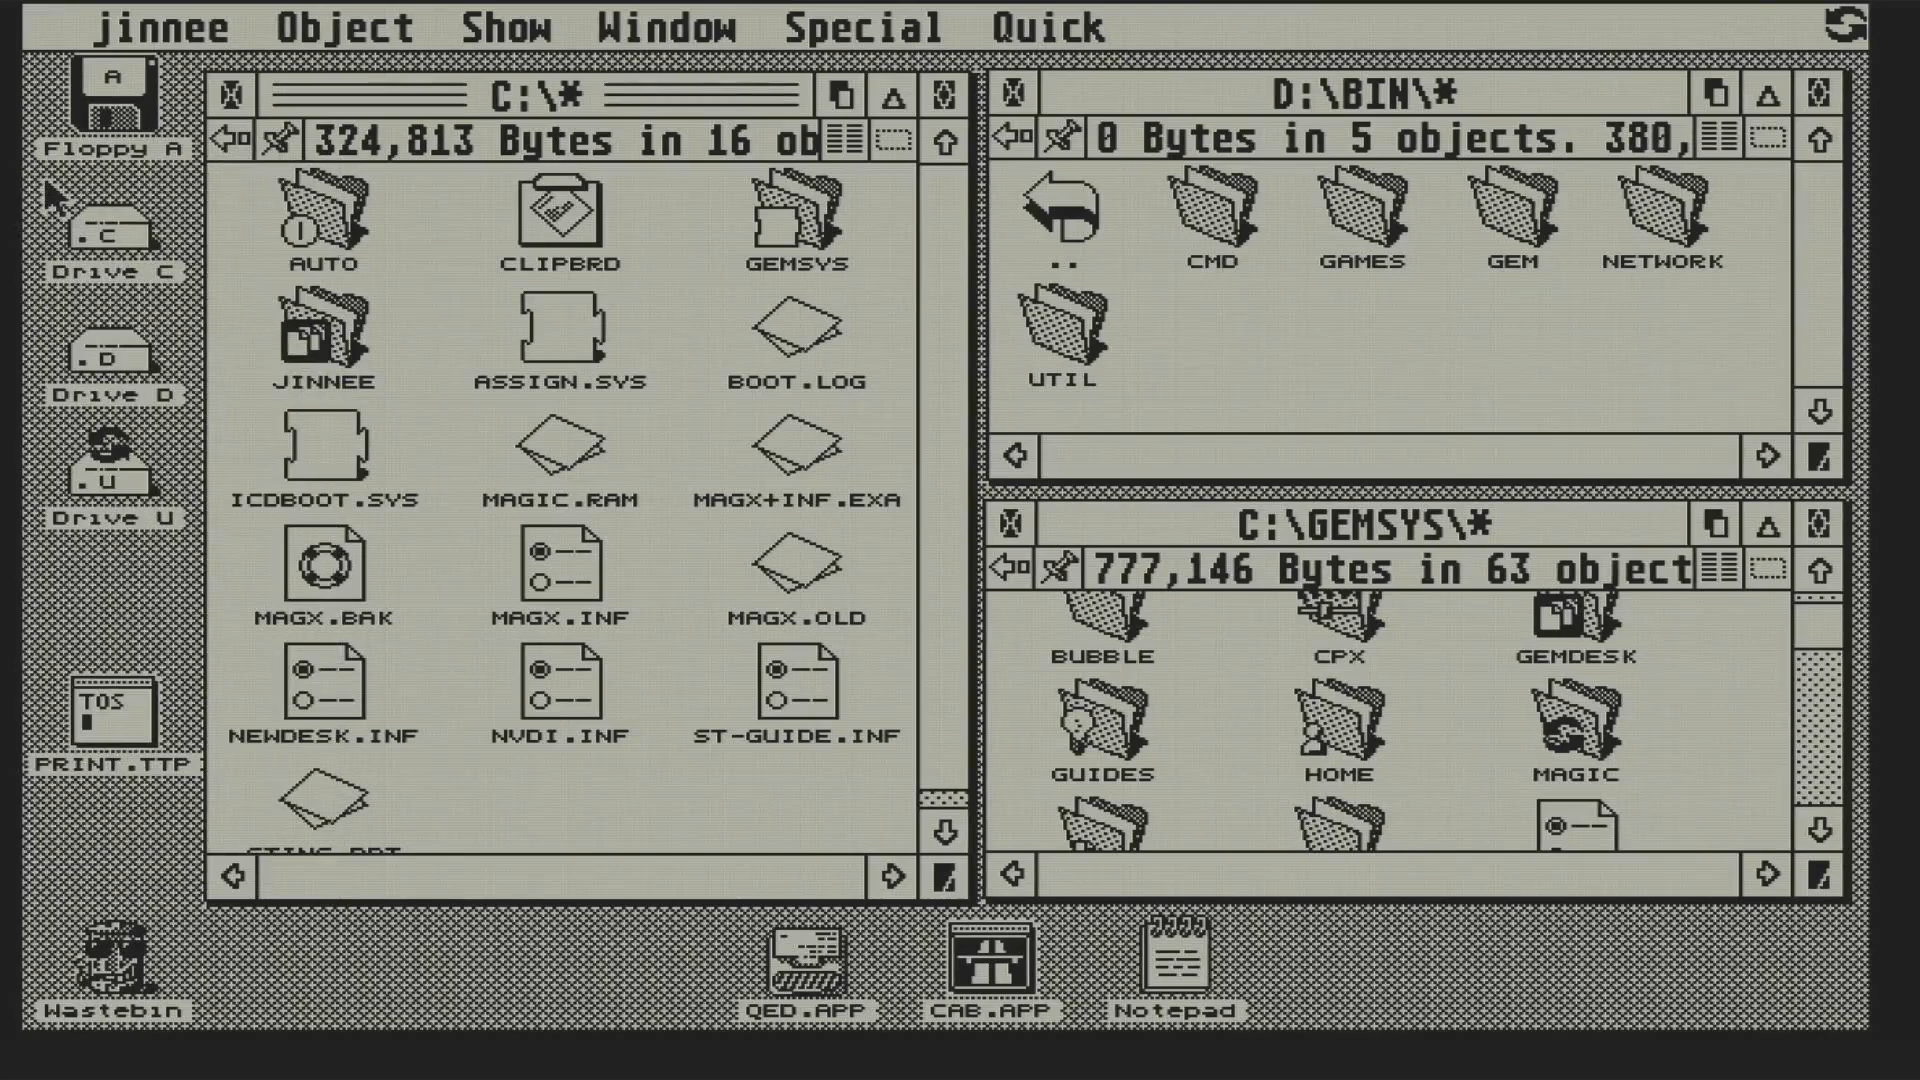 jinnee Object Show Window Special Quick
A
Floppy A
C
Drive C
D
Drive D
U
Drive U
TOS
PRINT.TTP
Wastebin
C:\*
324,813 Bytes in 16 ob
AUTO CLIPBRD GEMSYS
JINNEE ASSIGN.SYS BOOT.LOG
ICDBOOT.SYS MAGIC.RAM MAGX+INF.EXA
MAGX.BAK MAGX.INF MAGX.OLD
NEWDESK.INF NVDI.INF ST-GUIDE.INF
D:\BIN\*
0 Bytes in 5 objects. 380,
.. CMD GAMES GEM NETWORK
UTIL
C:\GEMSYS\*
777,146 Bytes in 63 object
BUBBLE CPX GEMDESK
GUIDES HOME MAGIC
QED.APP CAB.APP Notepad